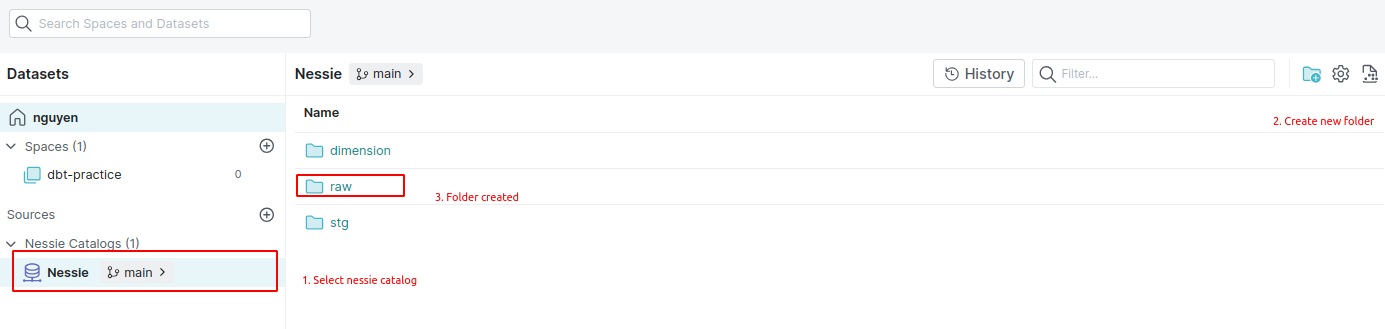 Search Spaces and Datasets
Datasets
nguyen
Spaces (1)
dbt-practice 0
Sources
Nessie Catalogs (1)
Nessie main
Nessie main
History
Filter...
Name
2. Create new folder
dimension
raw
3. Folder created
stg
1. Select nessie catalog